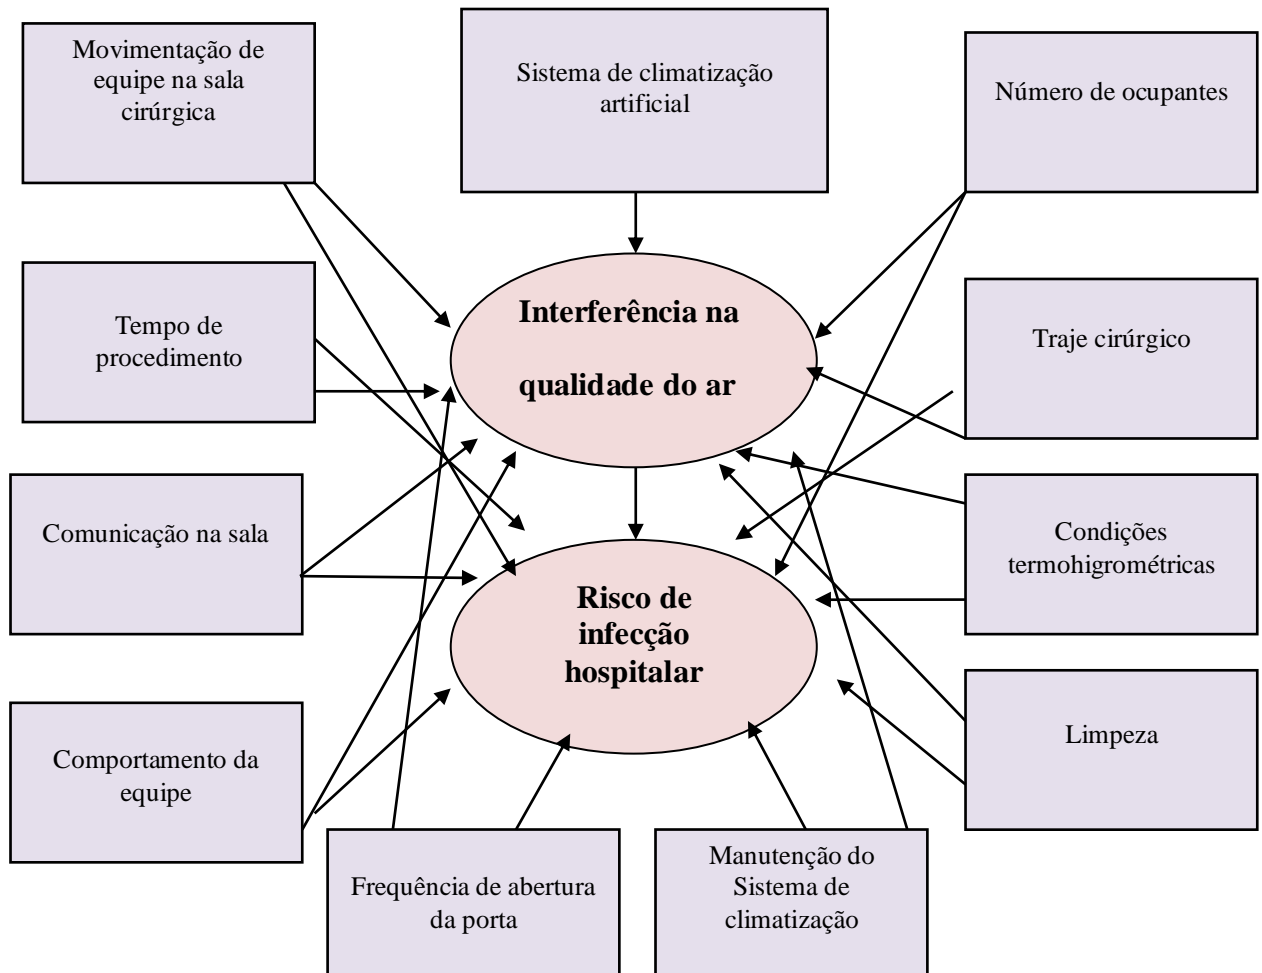 Movimentação de
equipe na sala
cirúrgica
Sistema de climatização
artificial
Número de ocupantes
Tempo de
procedimento
Interferência na
qualidade do ar
Traje cirúrgico
Comunicação na sala
Condições
termohigrométricas
Risco de
infecção
hospitalar
Comportamento da
equipe
Limpeza
Frequência de abertura
da porta
Manutenção do
Sistema de
climatização